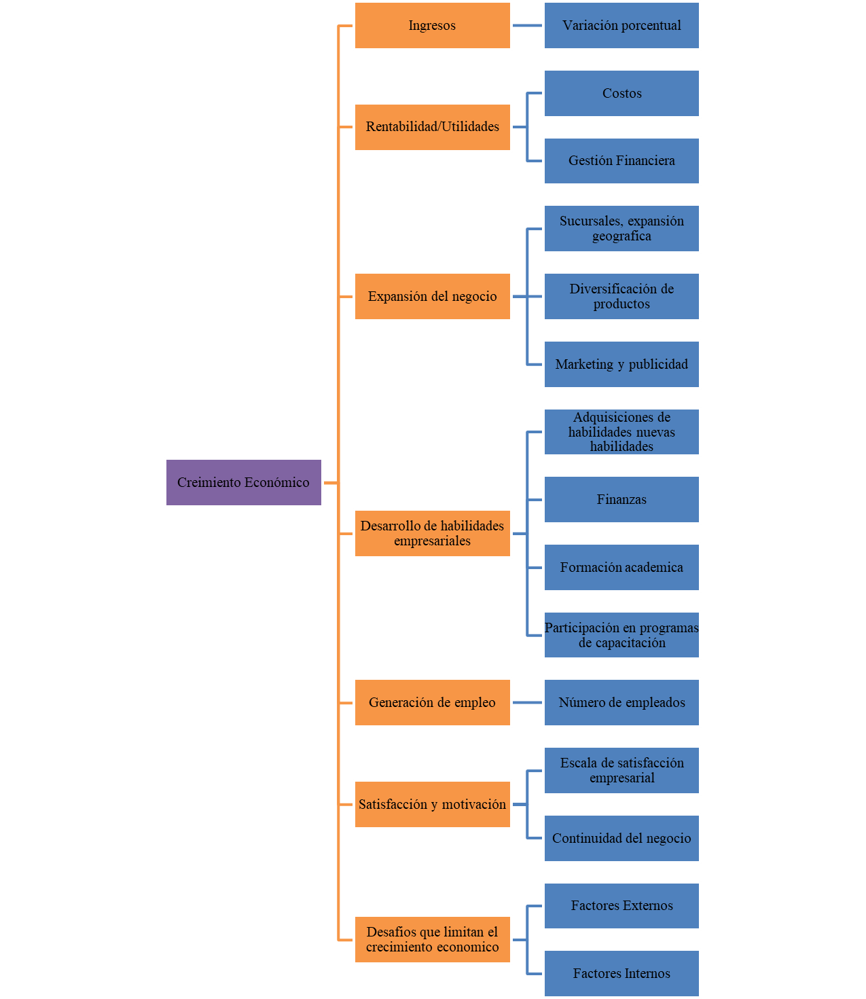 Ingresos
Variación porcentual
Costos
Rentabilidad/Utilidades
Gestión Financiera
Sucursales, expansión
geografica
Expansión del negocio
Diversificación de
productos
Marketing y publicidad
Adquisiciones de
habilidades nuevas
habilidades
Creimiento Económico
Finanzas
Desarrollo de habilidades
empresariales
Formación academica
Participación en programas
de capacitación
Generación de empleo
Número de empleados
Escala de satisfacción
empresarial
Satisfacción y motivación
Continuidad del negocio
Factores Externos
Desafios que limitan el
crecimiento economico
Factores Internos